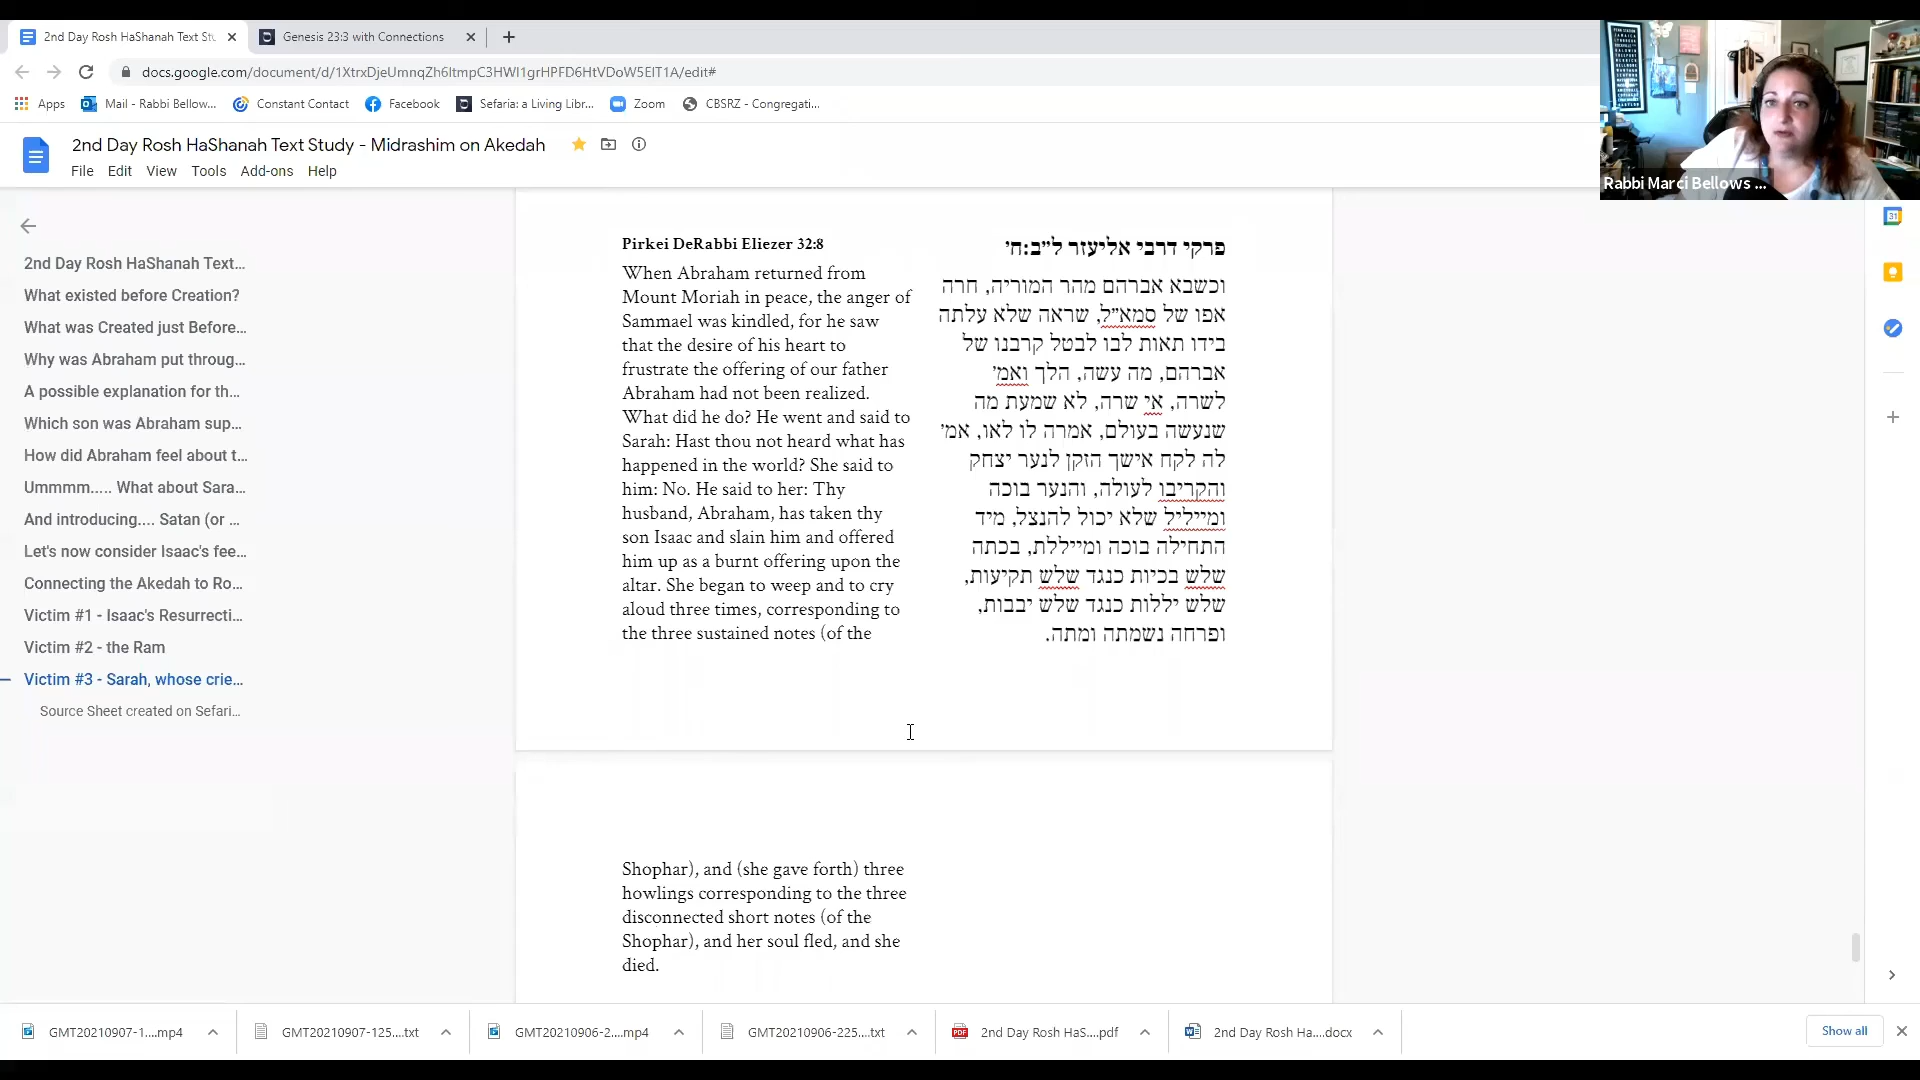 2nd Day Rosh HaShanah Text Stu
Genesis 23:3 with Connections
docs.google.com/document/d/1XtrxDjeUmnqZh6ltmpC3HWl1grHPFD6HtVDoW5ElT1A/edit#
Apps
Mail - Rabbi Bellow...
Constant Contact
Facebook
Sefaria: a Living Libr...
Zoom
CBSRZ - Congregati...
2nd Day Rosh HaShanah Text Study - Midrashim on Akedah
File Edit View Tools Add-ons Help
Rabbi Marci Bellows ...
31
2nd Day Rosh HaShanah Text...
What existed before Creation?
What was Created just Before...
Why was Abraham put throug...
A possible explanation for th...
Which son was Abraham sup...
How did Abraham feel about t...
Ummmm..... What about Sara...
And introducing.... Satan (or ...
Let's now consider Isaac's fee...
Connecting the Akedah to Ro...
Victim #1 - Isaac's Resurrecti...
Victim #2 - the Ram
Victim #3 - Sarah, whose crie...
Source Sheet created on Sefari...
Pirkei DeRabbi Eliezer 32:8
When Abraham returned from
Mount Moriah in peace, the anger of
Sammael was kindled, for he saw
that the desire of his heart to
frustrate the offering of our father
Abraham had not been realized.
What did he do? He went and said to
Sarah: Hast thou not heard what has
happened in the world? She said to
him: No. He said to her: Thy
husband, Abraham, has taken thy
son Isaac and slain him and offered
him up as a burnt offering upon the
altar. She began to weep and to cry
aloud three times, corresponding to
the three sustained notes (of the
פרקי דרבי אליעזר ל״ב:ח׳
וכשבא אברהם מהר המוריה, חרה
אפו של סמא״ל, שראה שלא עלתה
בידו תאות לבו לבטל קרבנו של
אברהם, מה עשה, הלך ואמ׳
לשרה, אי שרה, לא שמעת מה
שנעשה בעולם, אמרה לו לאו, אמ׳
לה לקח אישך הזקן לנער יצחק
והקריבו לעולה, והנער בוכה
ומייליל שלא יכול להנצל, מיד
התחילה בוכה ומייללת, בכתה
שלש בכיות כנגד שלש תקיעות,
שלש יללות כנגד שלש יבבות,
ופרחה נשמתה ומתה.
Shophar), and (she gave forth) three
howlings corresponding to the three
disconnected short notes (of the
Shophar), and her soul fled, and she
died.
GMT20210907-1....mp4
GMT20210907-125....txt
GMT20210906-2....mp4
GMT20210906-225....txt
2nd Day Rosh HaS....pdf
2nd Day Rosh Ha....docx
Show all